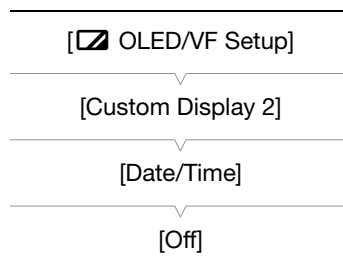 [ OLED/VF Setup]
[Custom Display 2]
[Date/Time]
[Off]